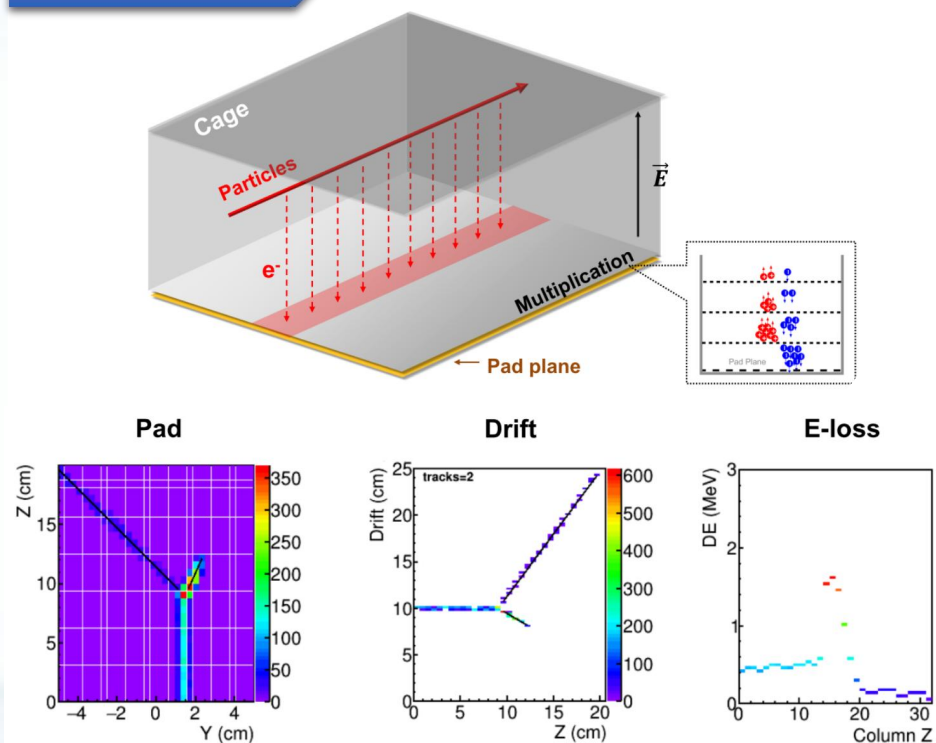 Cage
Particles
E
e-
Multiplication
Pad Plane
Pad plane
Pad
Drift
E-loss
Z (cm)
15
10
5
0
−4
−2
0
2
4
Y (cm)
350
300
250
200
150
100
50
0
Drift (cm)
tracks=2
25
20
15
10
5
0
0
5
10
15
20
Z (cm)
600
500
400
300
200
100
0
DE (MeV)
3
2
1
0
0
10
20
30
Column Z